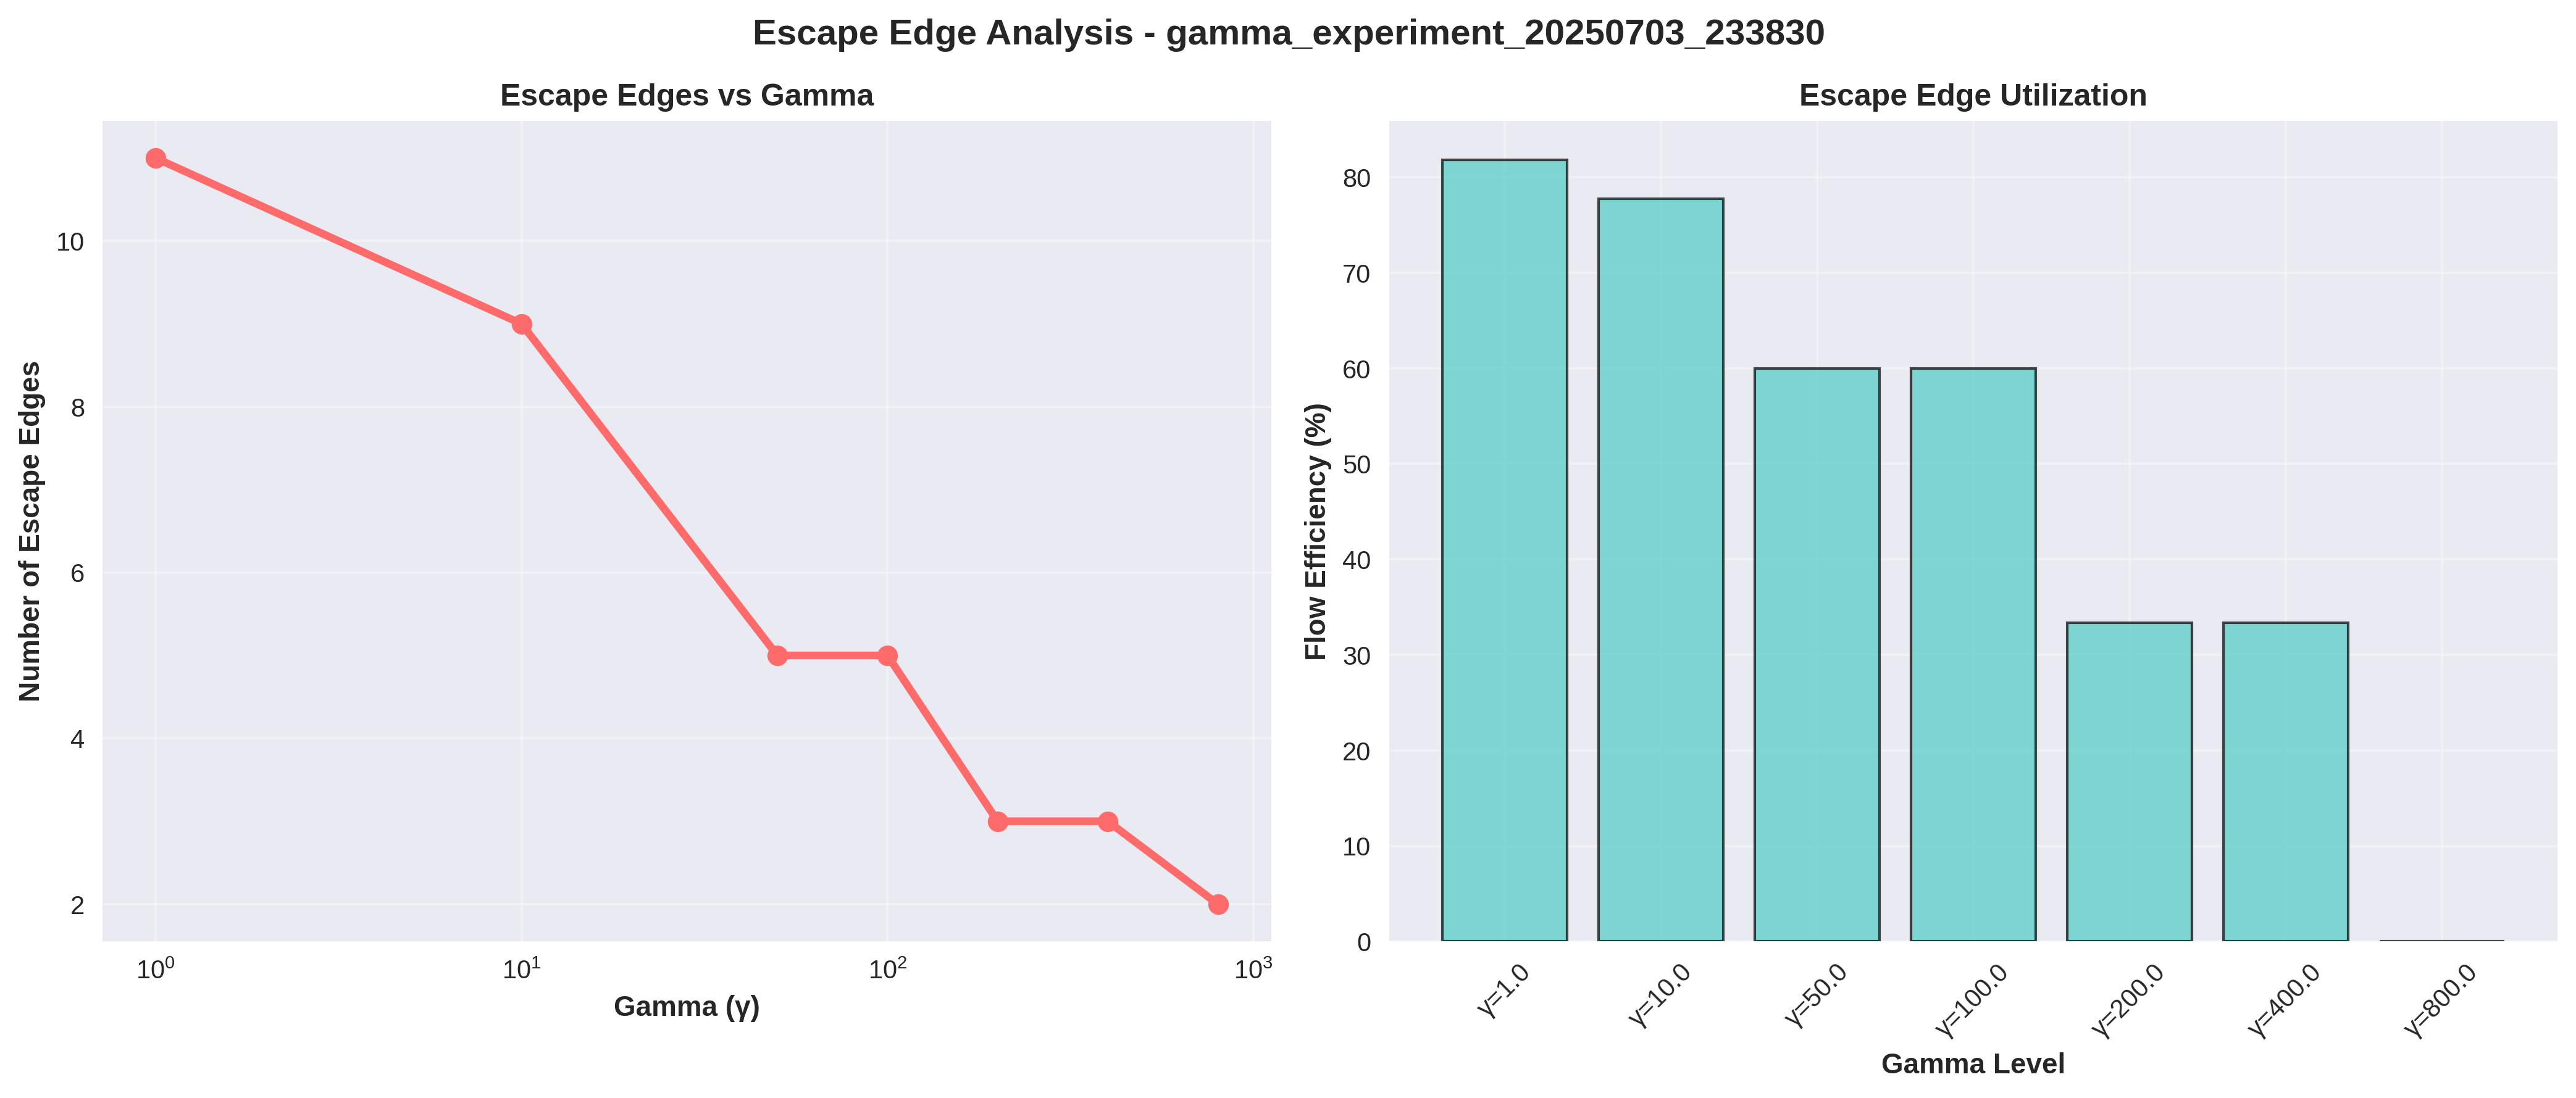 Escape Edge Analysis - gamma_experiment_20250703_233830
Escape Edges vs Gamma
Number of Escape Edges
10
8
6
4
2
10⁰ 10¹ 10² 10³
Gamma (γ)
Escape Edge Utilization
Flow Efficiency (%)
80
70
60
50
40
30
20
10
0
γ=1.0 γ=10.0 γ=50.0 γ=100.0 γ=200.0 γ=400.0 γ=800.0
Gamma Level